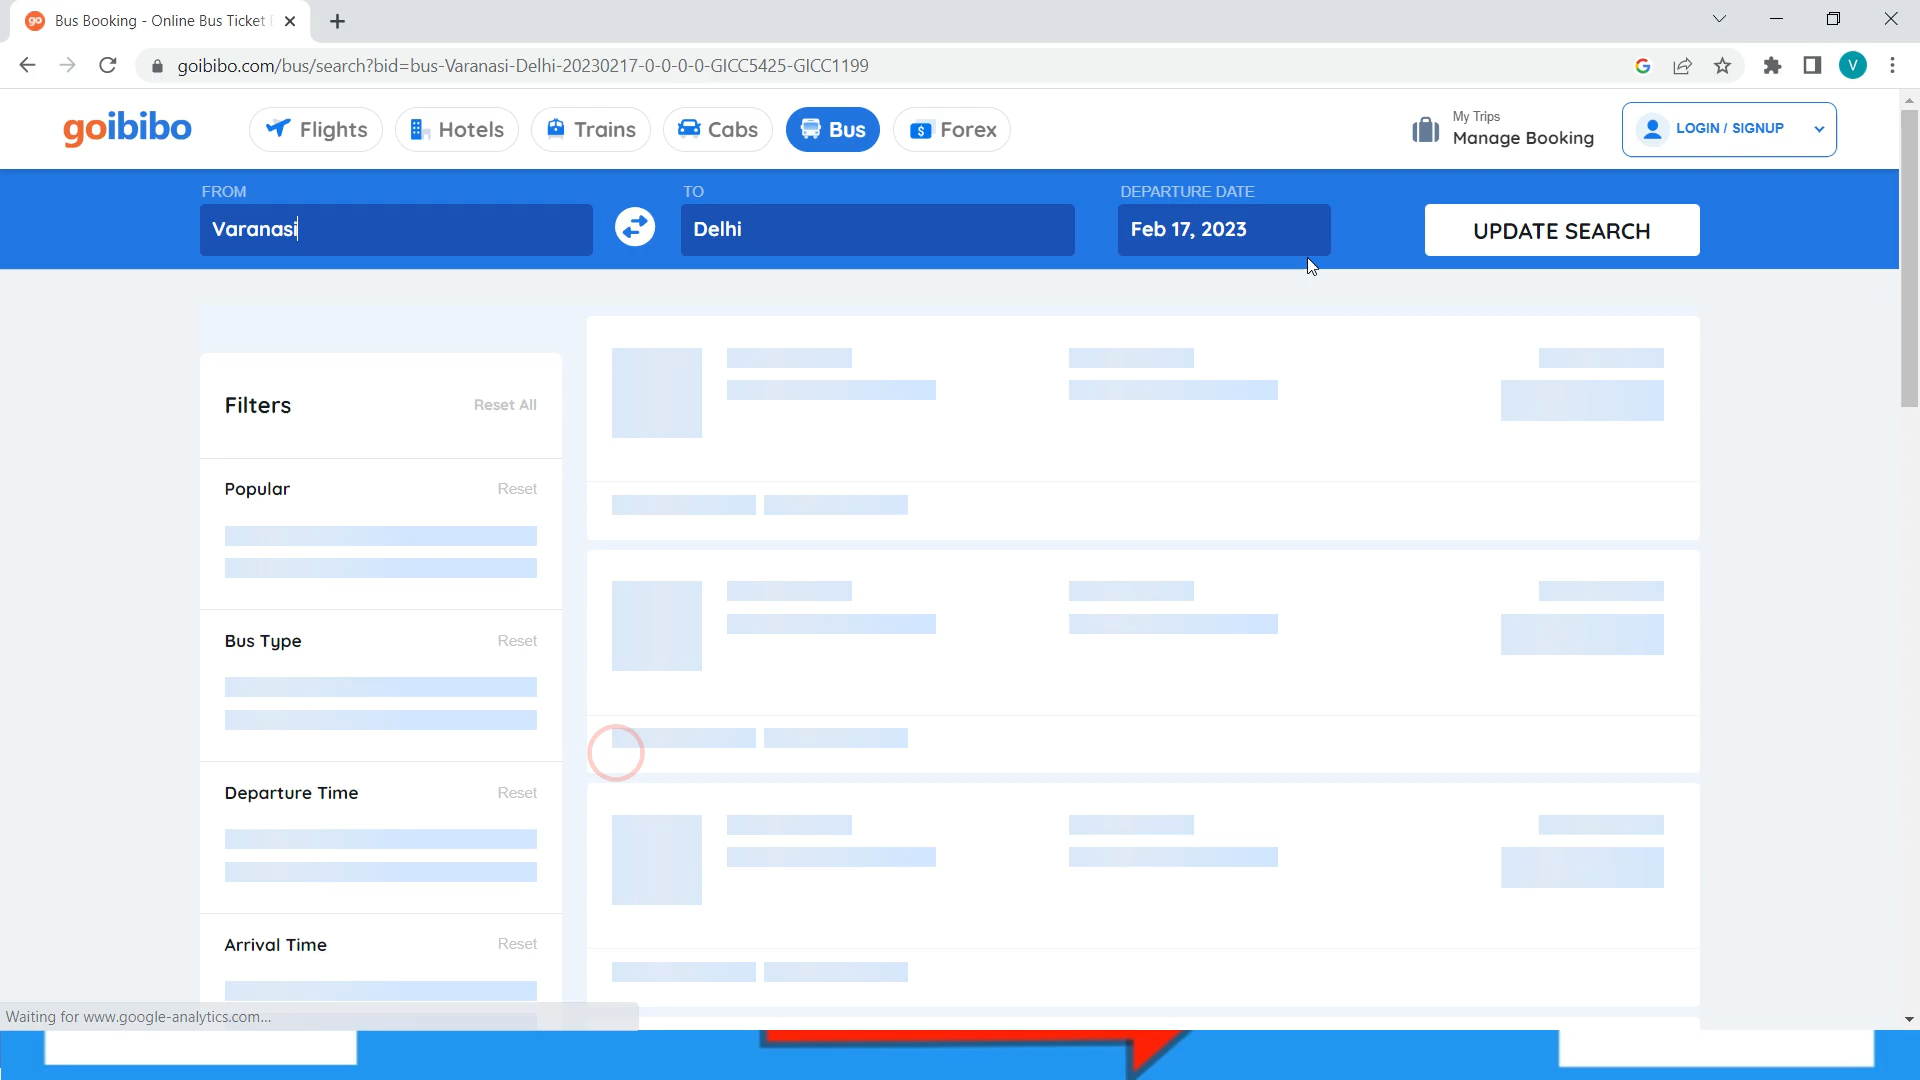 go Bus Booking - Online Bus Ticket
goibibo.com/bus/search?bid=bus-Varanasi-Delhi-20230217-0-0-0-0-GICC5425-GICC1199
V
goibibo
Flights
Hotels
Trains
Cabs
Bus
$ Forex
My Trips
Manage Booking
LOGIN / SIGNUP
FROM
Varanasi
TO
Delhi
DEPARTURE DATE
Feb 17, 2023
UPDATE SEARCH
Filters
Reset All
Popular
Reset
Bus Type
Reset
Departure Time
Reset
Arrival Time
Reset
Waiting for www.google-analytics.com...